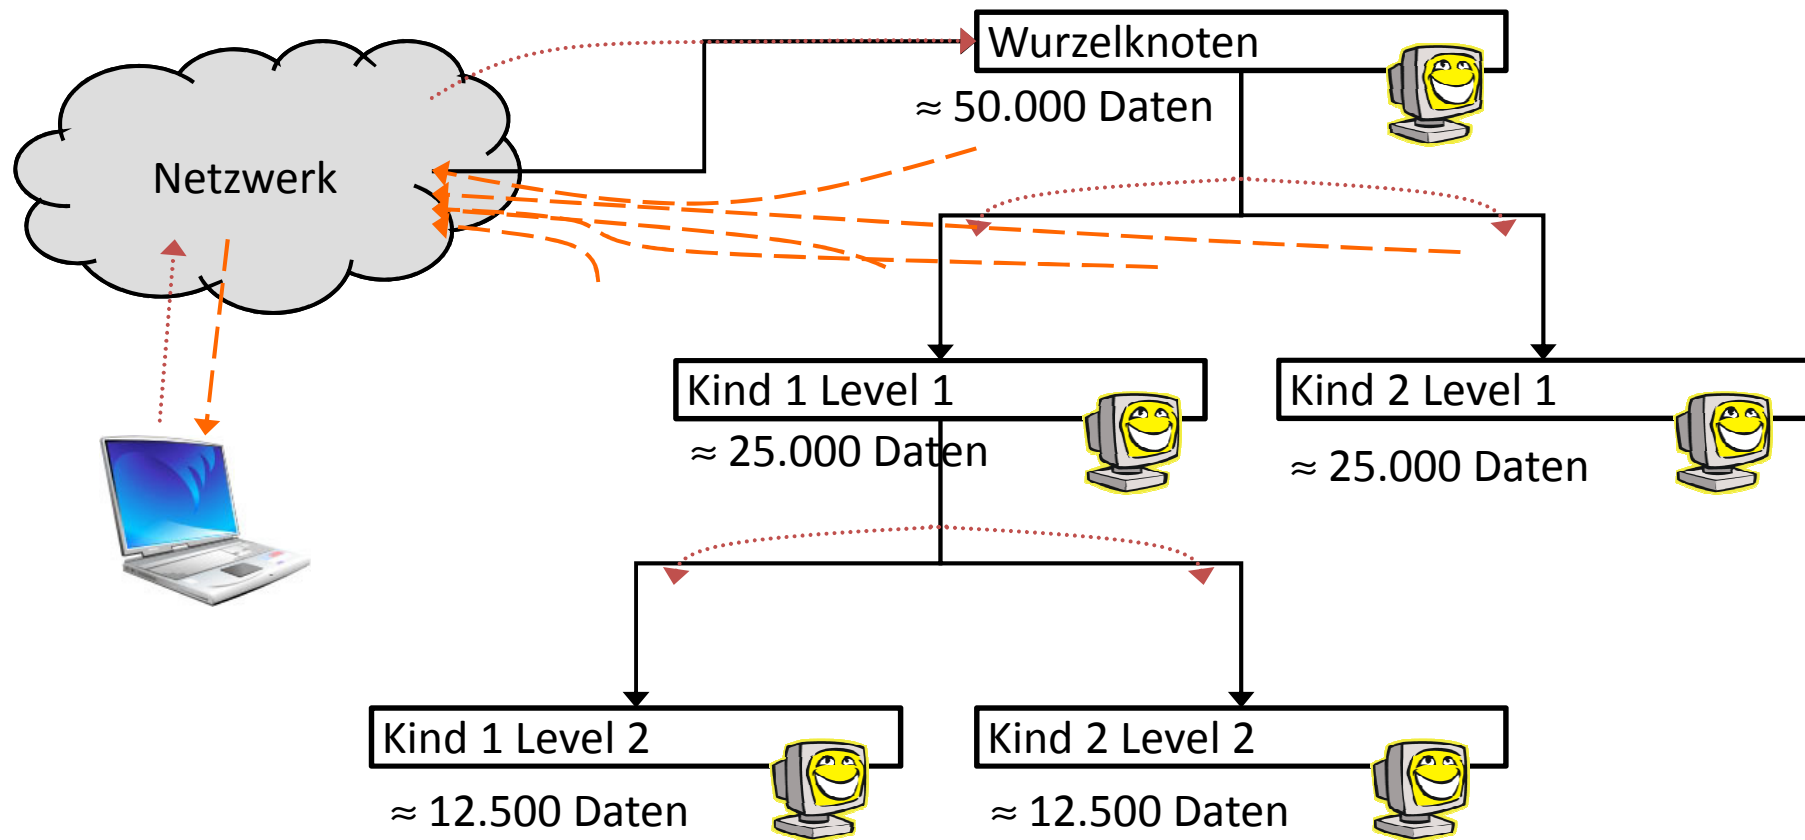 Wurzelknoten
≈ 50.000 Daten
Netzwerk
Kind 1 Level 1
≈ 25.000 Daten
Kind 2 Level 1
≈ 25.000 Daten
Kind 1 Level 2
≈ 12.500 Daten
Kind 2 Level 2
≈ 12.500 Daten